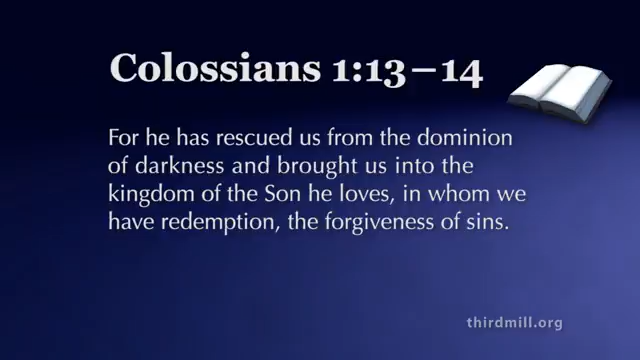 Colossians 1:13–14
For he has rescued us from the dominion
of darkness and brought us into the
kingdom of the Son he loves, in whom we
have redemption, the forgiveness of sins.
thirdmill.org